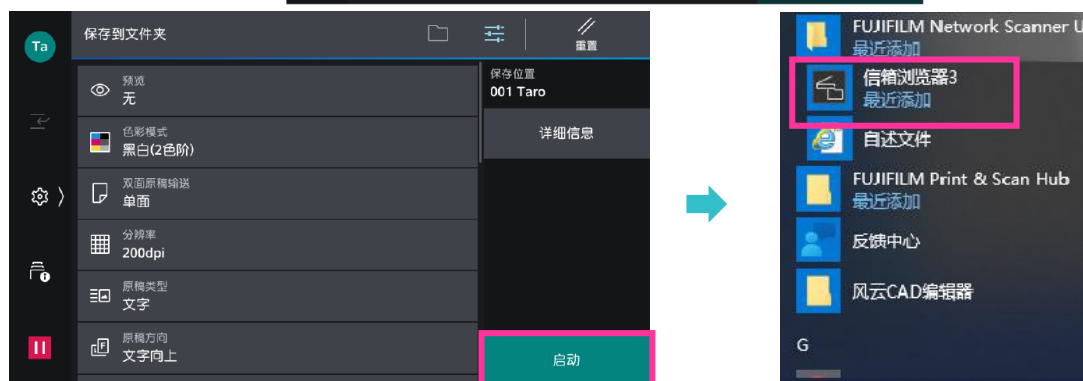 Ta
保存到文件夹
重置
预览
无
色彩模式
黑白(2色阶)
双面原稿输送
单面
分辨率
200dpi
原稿类型
文字
原稿方向
文字向上
保存位置
001 Taro
详细信息
启动
FUJIFILM Network Scanner U
最近添加
信箱浏览器3
最近添加
自述文件
FUJIFILM Print & Scan Hub
最近添加
反馈中心
风云CAD编辑器
G